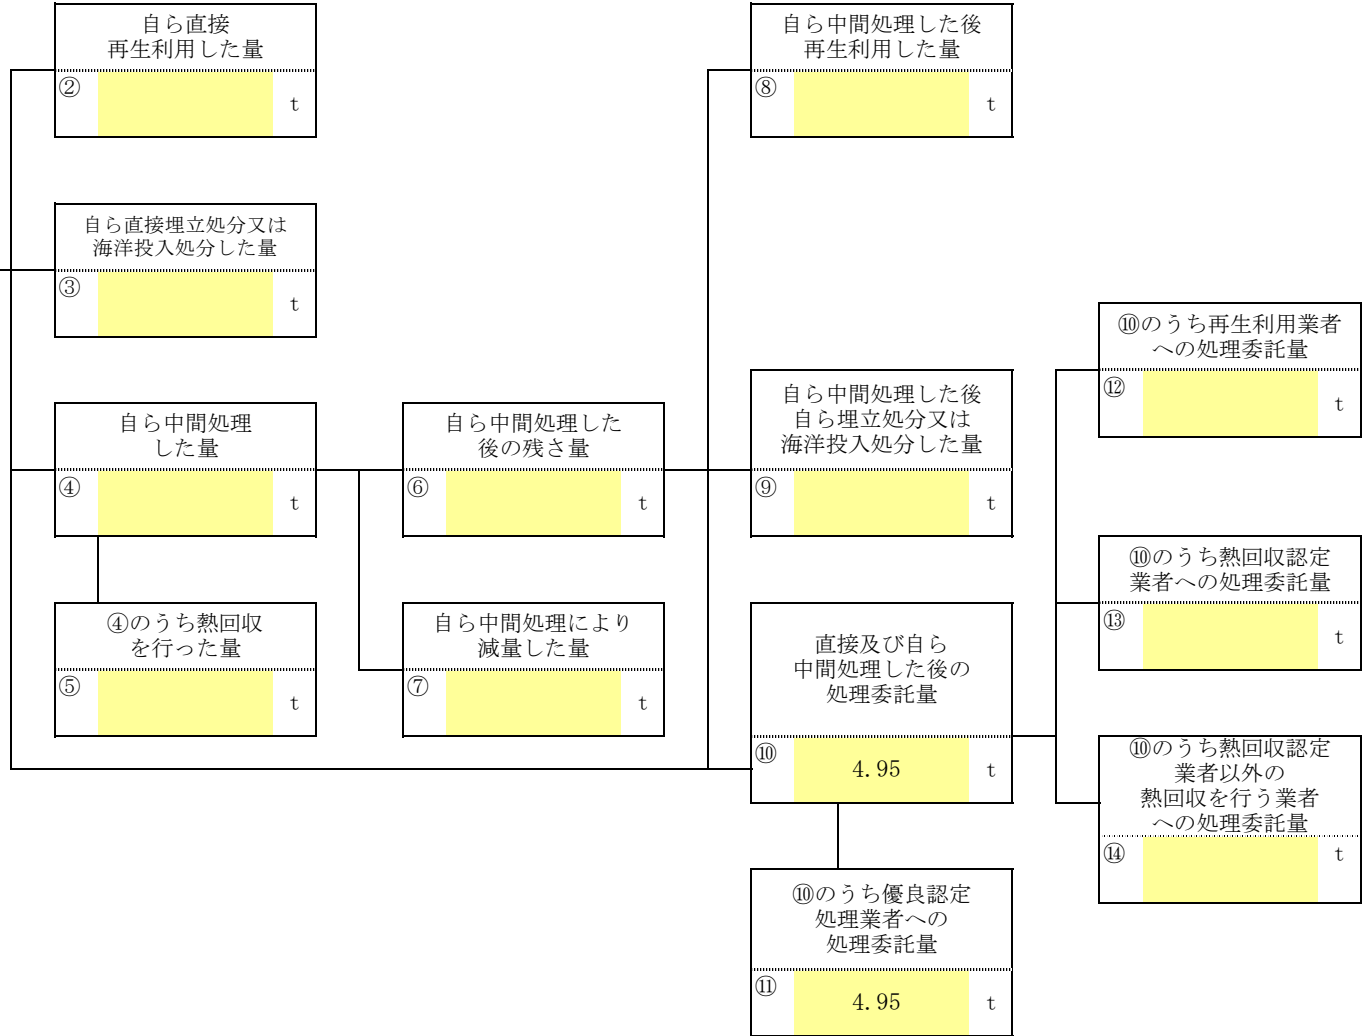 自ら直接
再生利用した量
②
t
自ら中間処理した後
再生利用した量
⑧
t
自ら直接埋立処分又は
海洋投入処分した量
③
t
⑩のうち再生利用業者
への処理委託量
⑫
t
自ら中間処理
した量
④
t
自ら中間処理した
後の残さ量
⑥
t
自ら中間処理した後
自ら埋立処分又は
海洋投入処分した量
⑨
t
⑩のうち熱回収認定
業者への処理委託量
⑬
t
④のうち熱回収
を行った量
⑤
t
自ら中間処理により
減量した量
⑦
t
直接及び自ら
中間処理した後の
処理委託量
⑩ 4.95 t
⑩のうち熱回収認定
業者以外の
熱回収を行う業者
への処理委託量
⑭
t
⑩のうち優良認定
処理業者への
処理委託量
⑪ 4.95 t